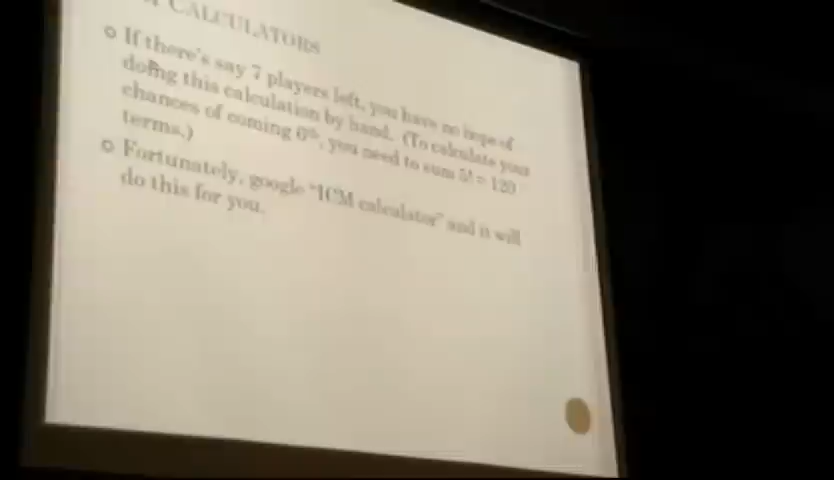 CALCULATORS
If there's say 7 players left, you have no hope of
doing this calculation by hand. (To calculate your
chances of coming 6th, you need to sum 5! = 120
terms.)
Fortunately, google "ICM calculator" and it will
do this for you.